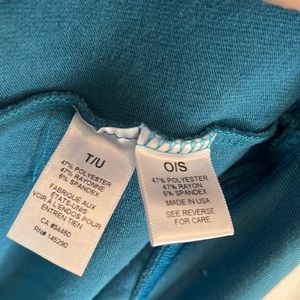 T/U
47% POLYESTER
47% RAYONNE
6% SPANDEX
FABRIQUÉ AUX
ÉTATS-UNIS
VOIR À L'ENDOS POUR
ENTRETIEN
CA #34460
RN# 145290
O/S
47% POLYESTER
47% RAYON
6% SPANDEX
MADE IN USA
SEE REVERSE
FOR CARE